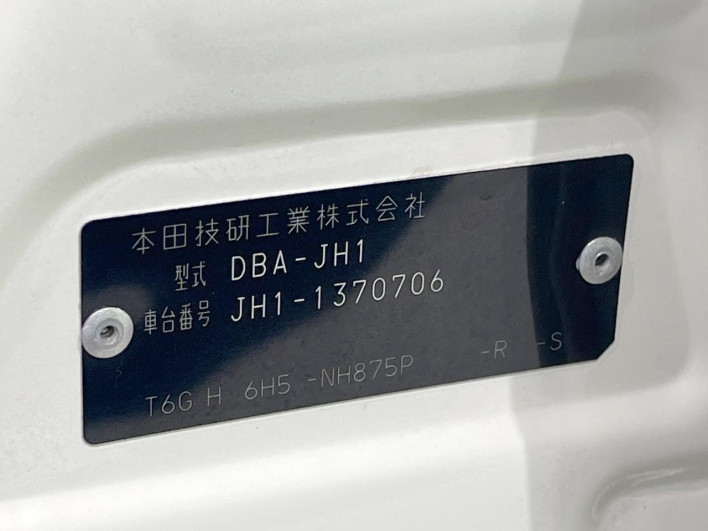 本田技研工業株式会社
型式 DBA-JH1
車台番号 JH1-1370706
T6G H 6H5 -NH875P -R -S